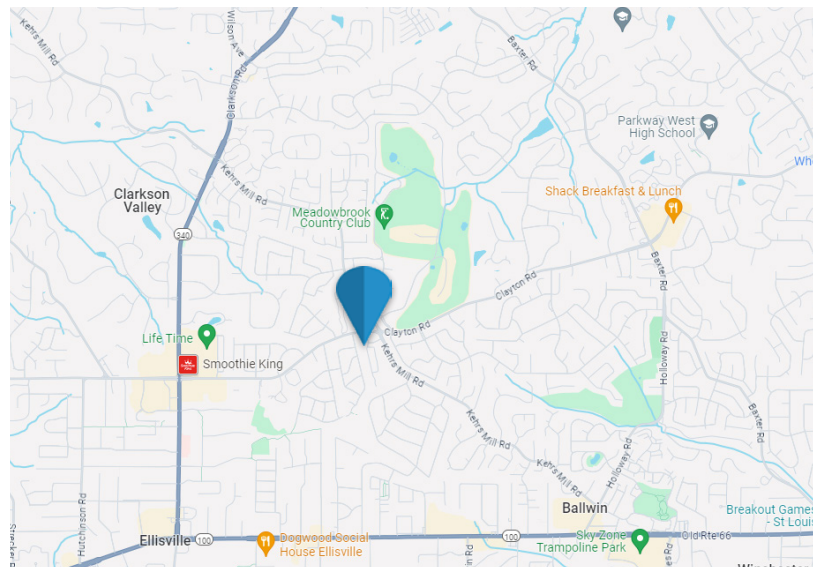 Kehrs Mill Rd
Wilson Ave
Clarkson Rd
Baxter Rd
Parkway West
High School
Kehrs Mill Rd
Clarkson
Valley
Shack Breakfast & Lunch
Meadowbrook
Country Club
340
Baxter Rd
Clayton Rd
Clayton Rd
Life Time
Smoothie King
Kehrs Mill Rd
Holloway Rd
Baxter Rd
Kehrs Mill Rd
Kehrs Mill Rd
Holloway Rd
Hutchinson Rd
Ballwin
Breakout Games
- St Loui
Ellisville
100
Dogwood Social
House Ellisville
100
Sky Zone
Trampoline Park
Old Rte 66